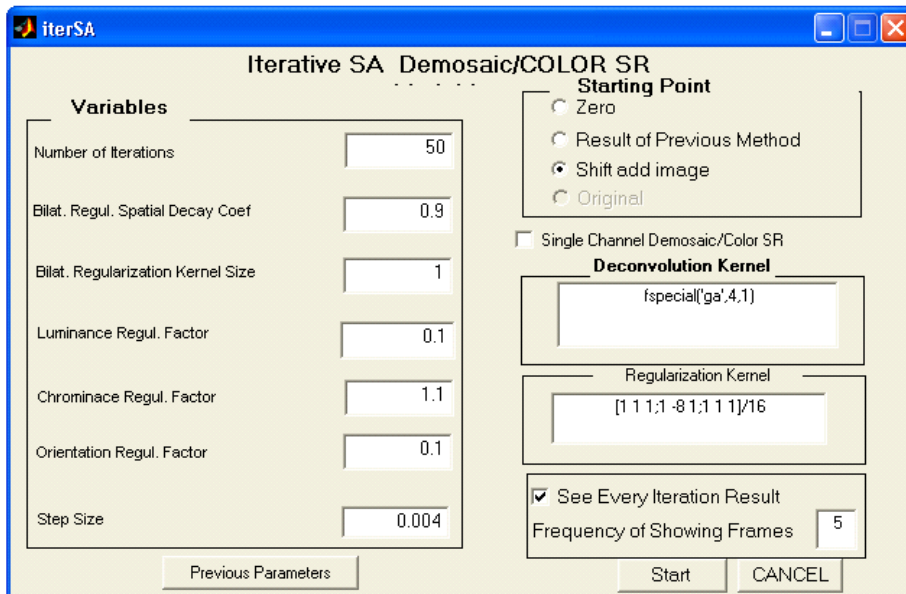 iterSA
Iterative SA Demosaic/COLOR SR
Variables
Number of Iterations 50
Bilat. Regul. Spatial Decay Coef 0.9
Bilat. Regularization Kernel Size 1
Luminance Regul. Factor 0.1
Chrominace Regul. Factor 1.1
Orientation Regul. Factor 0.1
Step Size 0.004
Previous Parameters
Starting Point
Zero
Result of Previous Method
Shift add image
Original
Single Channel Demosaic/Color SR
Deconvolution Kernel
fspecial('ga',4,1)
Regularization Kernel
[1 1 1;1 -8 1;1 1 1]/16
See Every Iteration Result
Frequency of Showing Frames 5
Start CANCEL